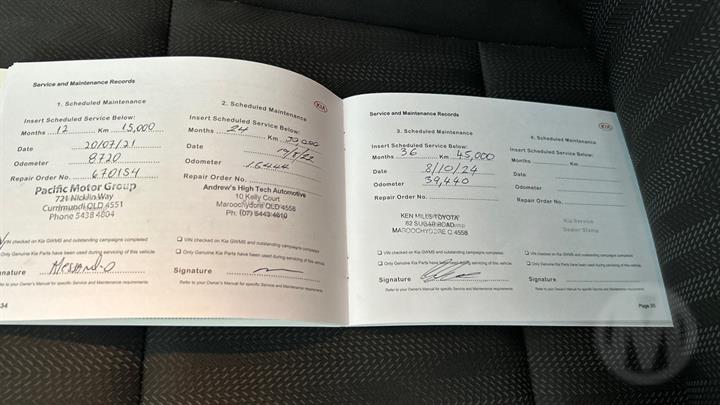 Service and Maintenance Records
1. Scheduled Maintenance
Insert Scheduled Service Below:
Months 12 Km 15,000
Date 20/07/21
Odometer 8720
Repair Order No. 670154
Pacific Motor Group
721 Nicklin Way
Currimundi QLD 4551
Phone 5438 4804
VIN checked on Kia GWMS and outstanding campaigns completed
Only Genuine Kia Parts have been used during servicing of this vehicle.
nature
Refer to your Owner's Manual for specific Service and Maintenance requirements
34
KIA
2. Scheduled Maintenance
Insert Scheduled Service Below:
Months 24 Km 30,000
Date
Odometer 16444
Repair Order No.
Andrew's High Tech Automotive
10 Kelly Court
Maroochydore QLD 4558
Ph: (07) 5443 4610
VIN checked on Kia GWMS and outstanding campaigns completed
Only Genuine Kia Parts have been used during servicing of this vehicle.
Signature
Refer to your Owner's Manual for specific Service and Maintenance requirements
Service and Maintenance Records
KIA
3. Scheduled Maintenance
Insert Scheduled Service Below:
Months 36 Km 45,000
Date 8/10/24
Odometer 39,440
Repair Order No.
KEN MILES TOYOTA
82 SUGAR ROAD
MAROOCHYDORE Q 4558
VIN checked on Kia GWMS and outstanding campaigns completed
Only Genuine Kia Parts have been used during servicing of this vehicle.
Signature
Refer to your Owner's Manual for specific Service and Maintenance requirements
4. Scheduled Maintenance
Insert Scheduled Service Below:
Months Km
Date
Odometer
Repair Order No.
Kia Service
Dealer Stamp
VIN checked on Kia GWMS and outstanding campaigns completed
Only Genuine Kia Parts have been used during servicing of this vehicle.
Signature
Refer to your Owner's Manual for specific Service and Maintenance requirements
Page 35
M